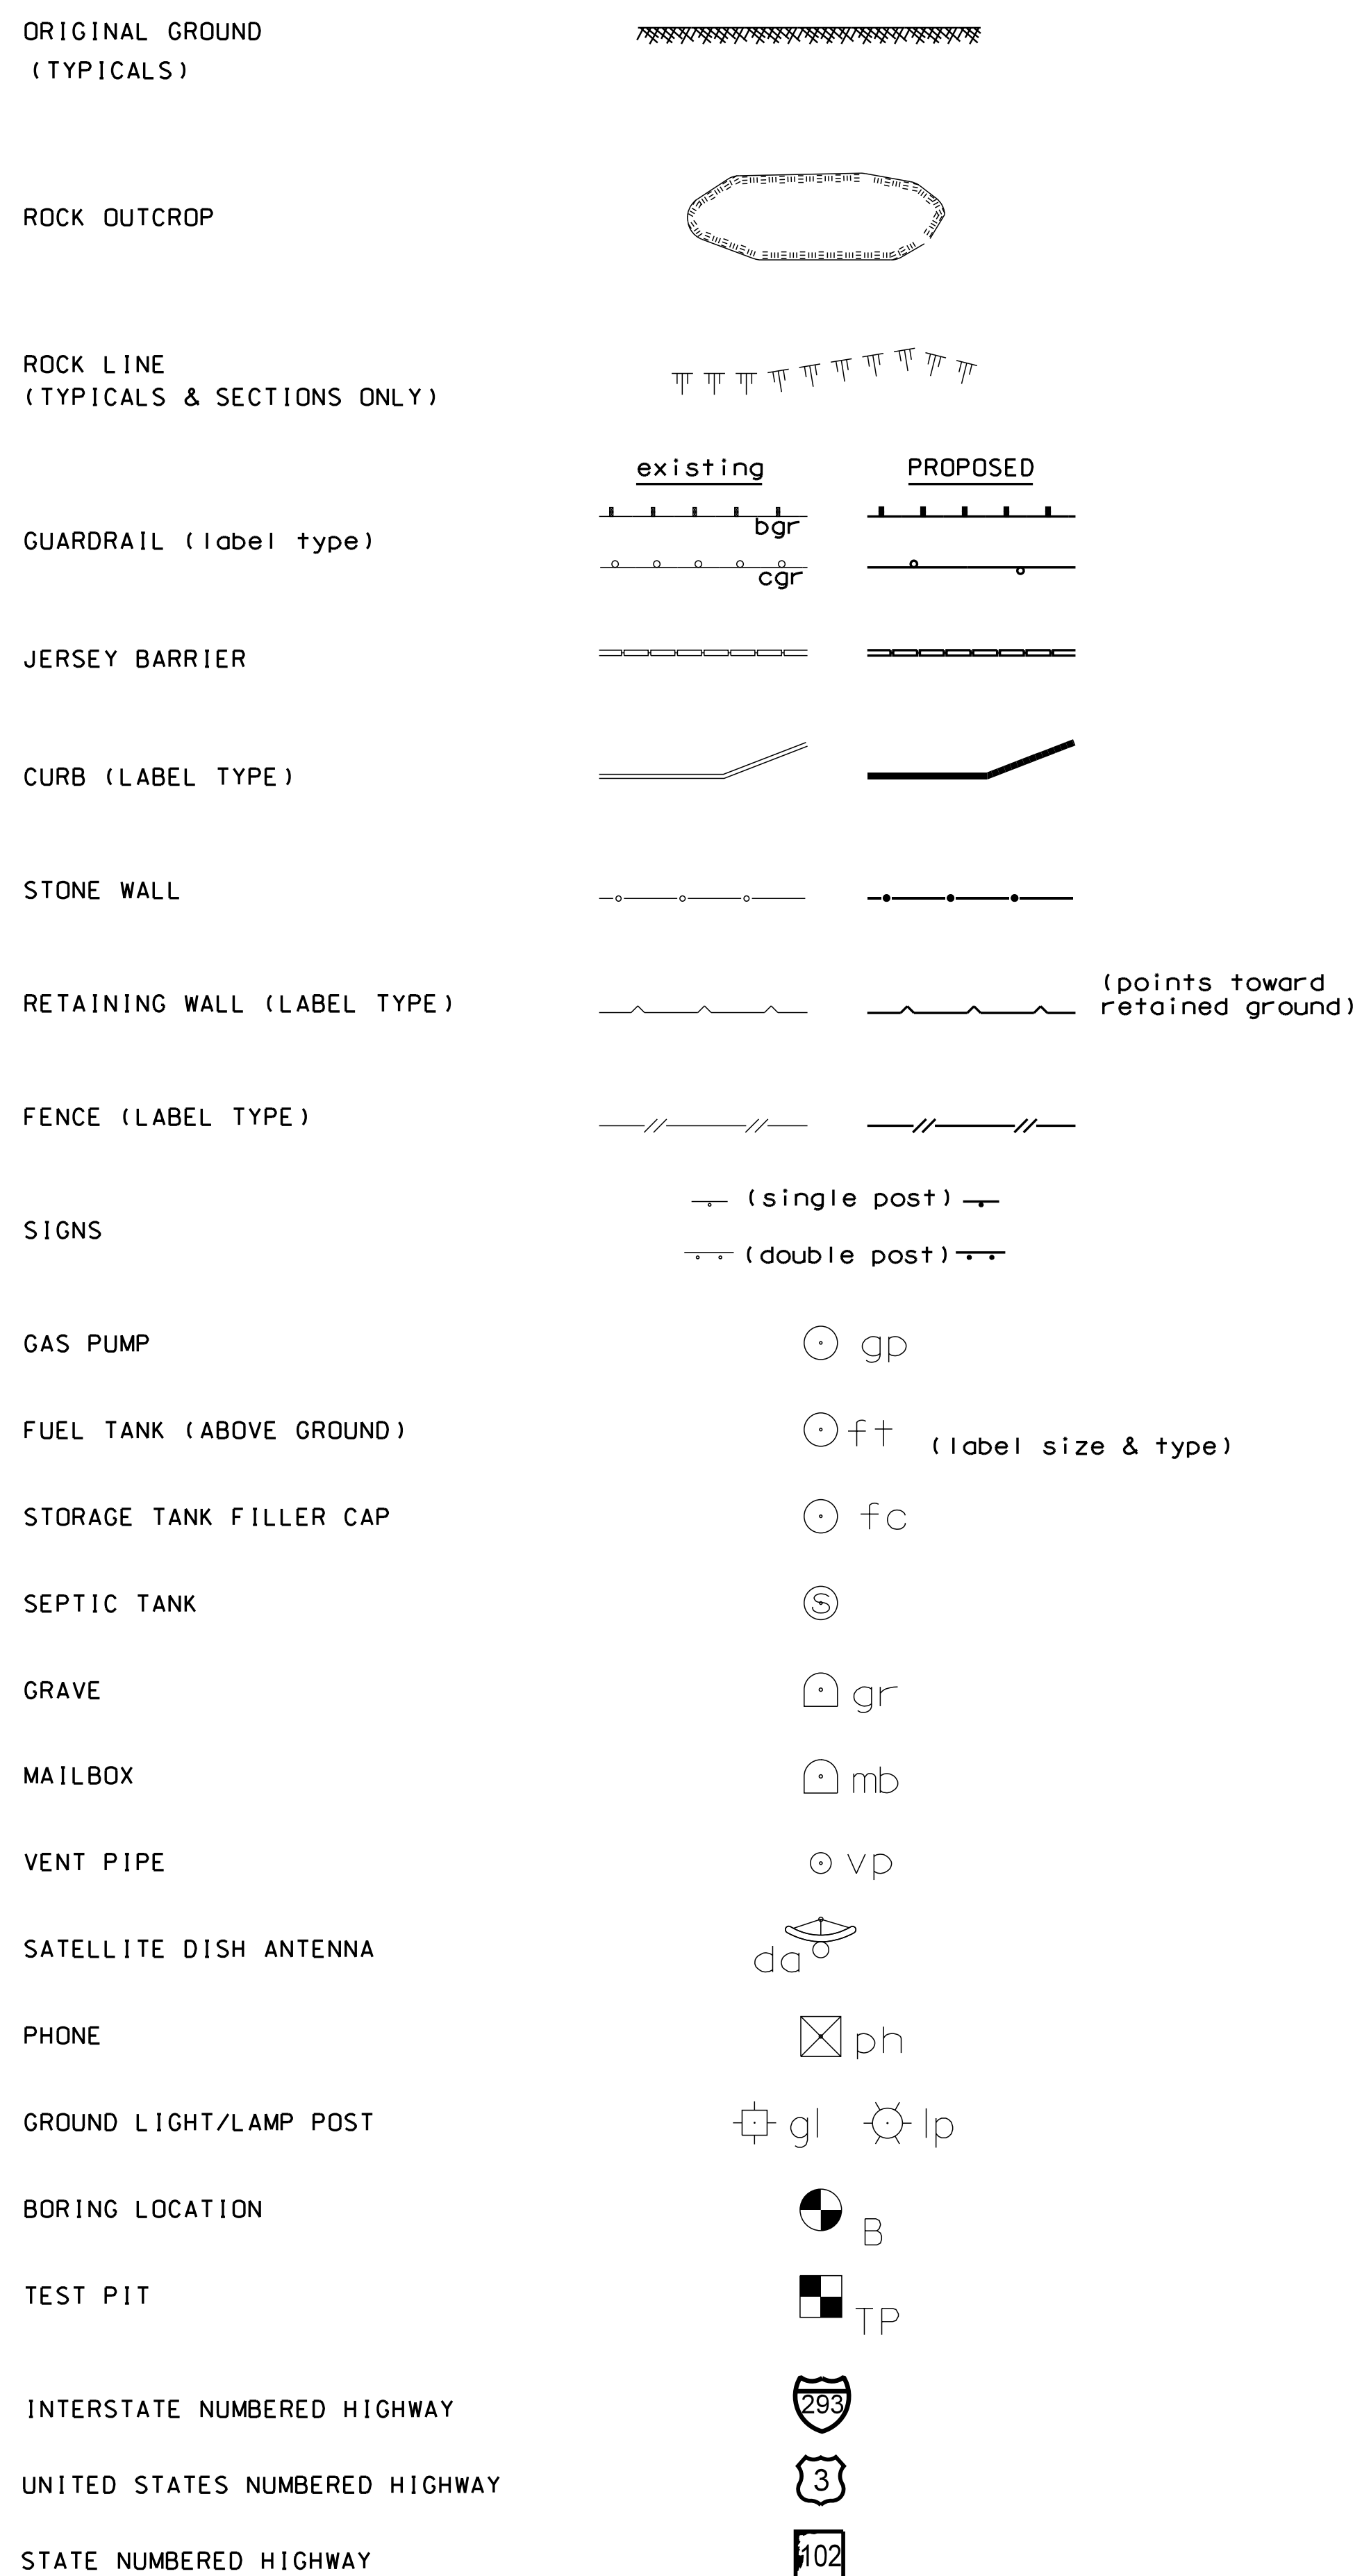 ORIGINAL GROUND
(TYPICALS)
ROCK OUTCROP
ROCK LINE
(TYPICALS & SECTIONS ONLY)
existing PROPOSED
bgr
GUARDRAIL (label type)
cgr
JERSEY BARRIER
CURB (LABEL TYPE)
STONE WALL
RETAINING WALL (LABEL TYPE)
(points toward
retained ground)
FENCE (LABEL TYPE)
SIGNS
(single post)
(double post)
GAS PUMP gp
FUEL TANK (ABOVE GROUND) ft (label size & type)
STORAGE TANK FILLER CAP fc
SEPTIC TANK S
GRAVE gr
MAILBOX mb
VENT PIPE vp
SATELLITE DISH ANTENNA da
PHONE ph
GROUND LIGHT/LAMP POST gl lp
BORING LOCATION B
TEST PIT TP
INTERSTATE NUMBERED HIGHWAY 293
UNITED STATES NUMBERED HIGHWAY 3
STATE NUMBERED HIGHWAY 102